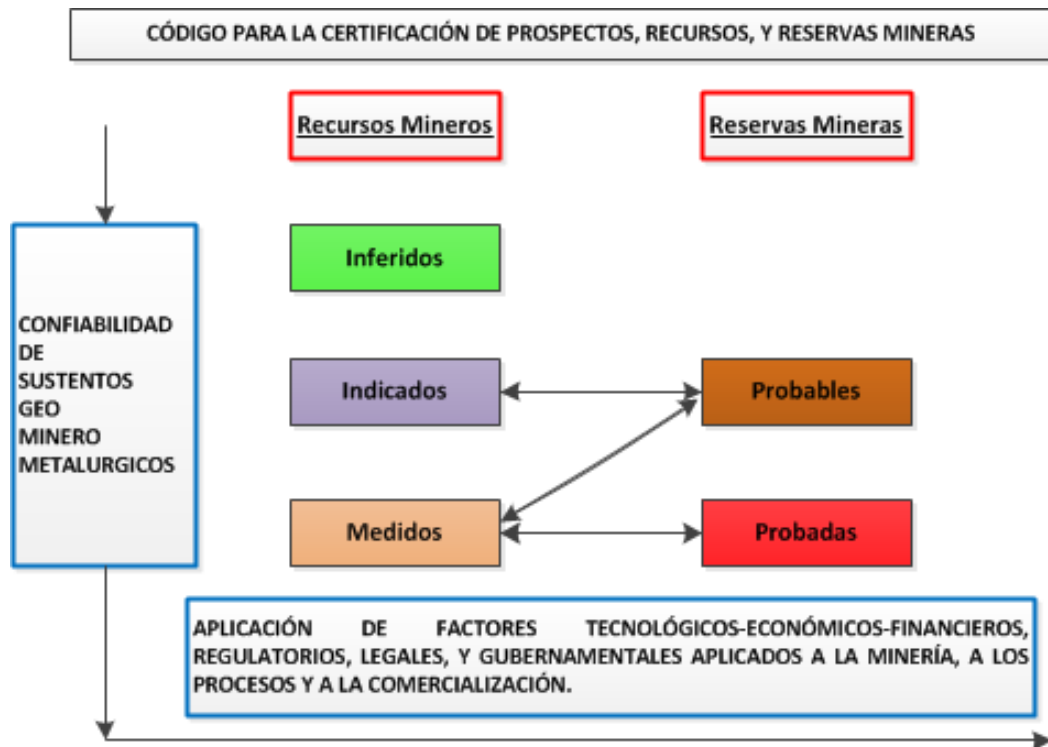 CÓDIGO PARA LA CERTIFICACIÓN DE PROSPECTOS, RECURSOS, Y RESERVAS MINERAS
Recursos Mineros
Reservas Mineras
Inferidos
CONFIABILIDAD
DE
SUSTENTOS
GEO
MINERO
METALURGICOS
Indicados
Probables
Medidos
Probadas
APLICACIÓN DE FACTORES TECNOLÓGICOS-ECONÓMICOS-FINANCIEROS,
REGULATORIOS, LEGALES, Y GUBERNAMENTALES APLICADOS A LA MINERÍA, A LOS
PROCESOS Y A LA COMERCIALIZACIÓN.